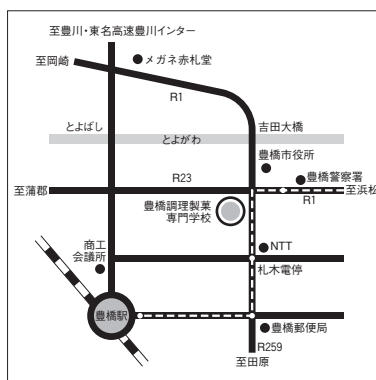 至豊川・東名高速豊川インター
至岡崎
メガネ赤札堂
R1
とよばし
吉田大橋
とよがわ
豊橋市役所
R23
豊橋警察署
至蒲郡
至浜松
R1
豊橋調理製菓
専門学校
商工
会議所
NTT
札木電停
豊橋駅
豊橋郵便局
R259
至田原